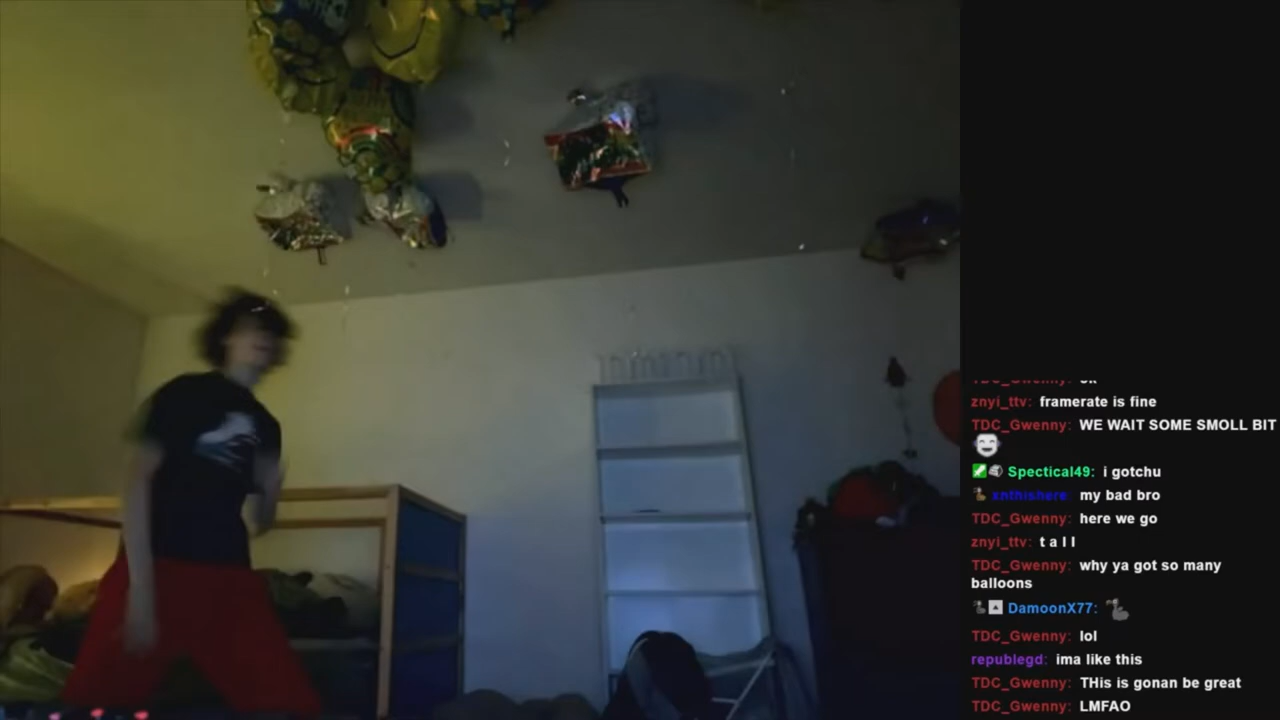 TDC_Gwenny: ok
znyi_ttv: framerate is fine
TDC_Gwenny: WE WAIT SOME SMOLL BIT
Spectical49: i gotchu
xnthishere: my bad bro
TDC_Gwenny: here we go
znyi_ttv: t a l l
TDC_Gwenny: why ya got so many
balloons
DamoonX77:
TDC_Gwenny: lol
republegd: ima like this
TDC_Gwenny: THis is gonan be great
TDC_Gwenny: LMFAO